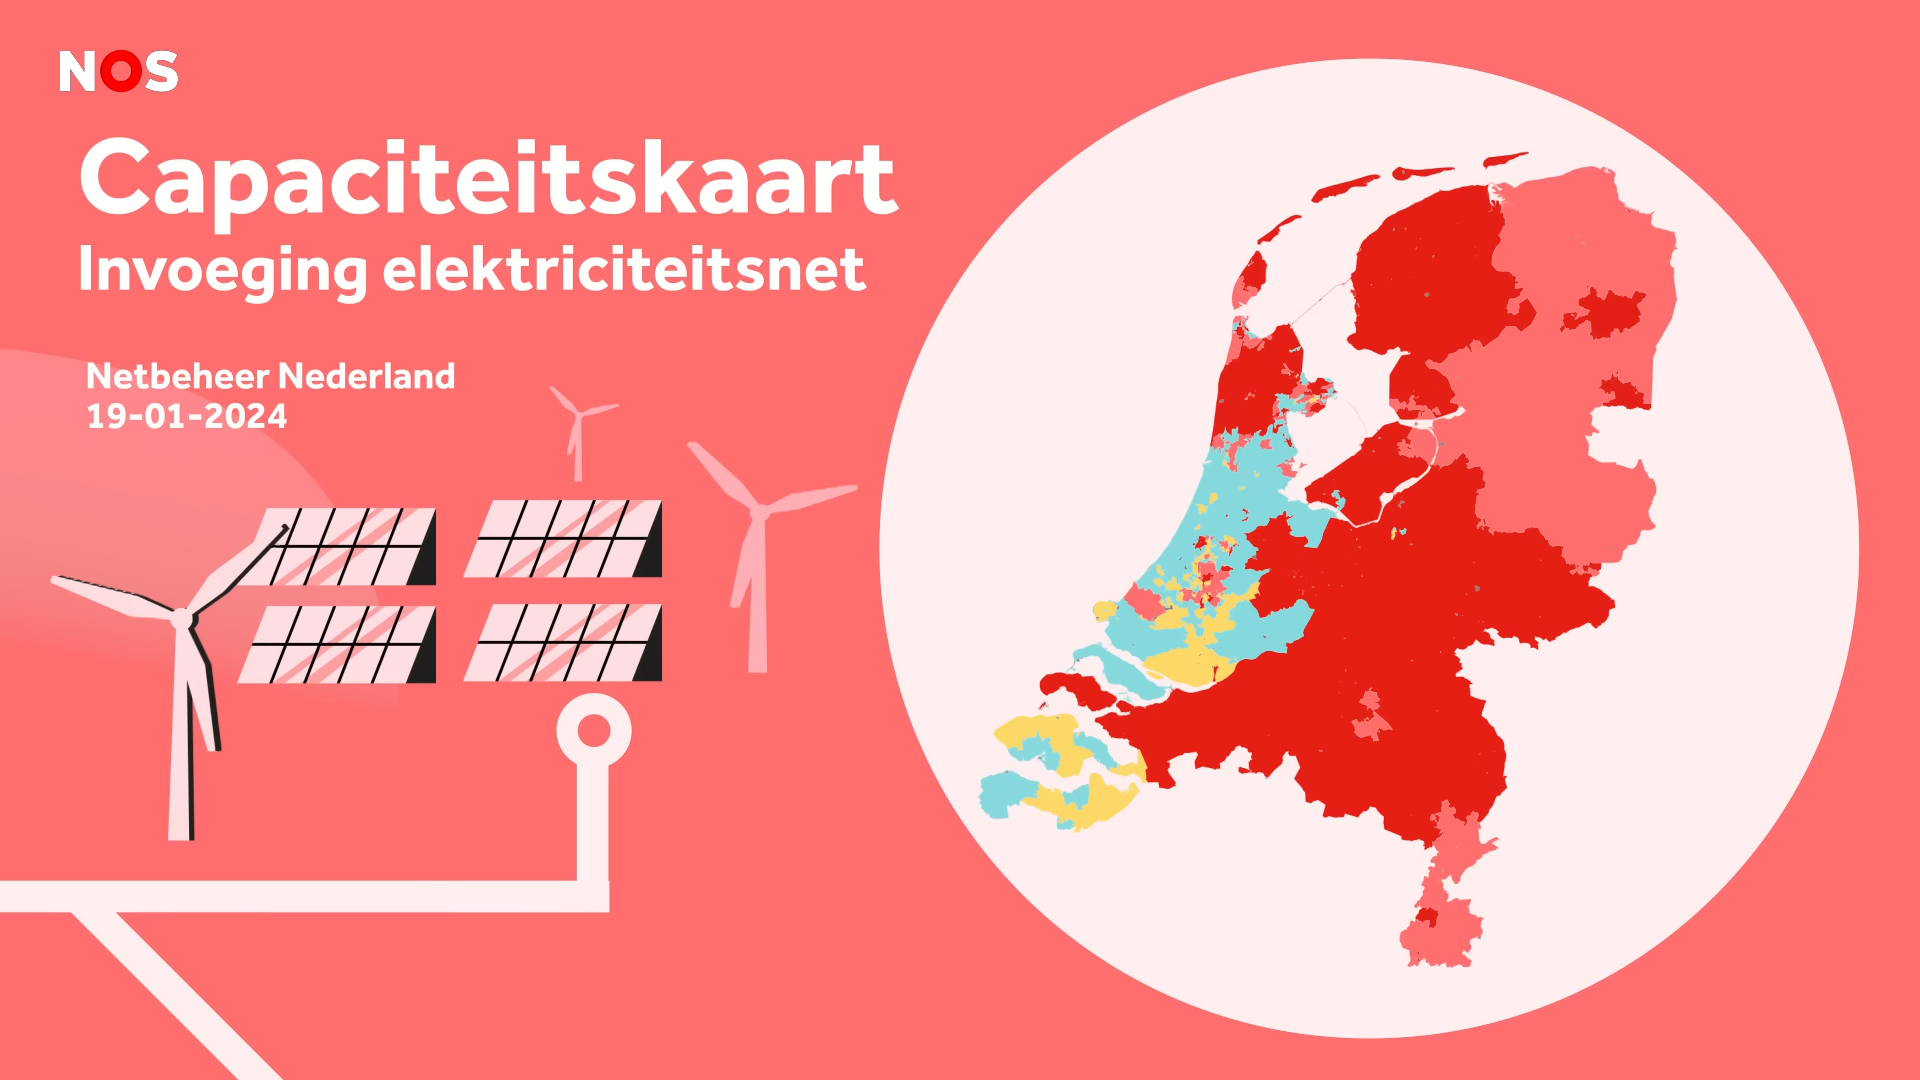 NOS
Capaciteitskaart
Invoeging elektriciteitsnet
Netbeheer Nederland
19-01-2024